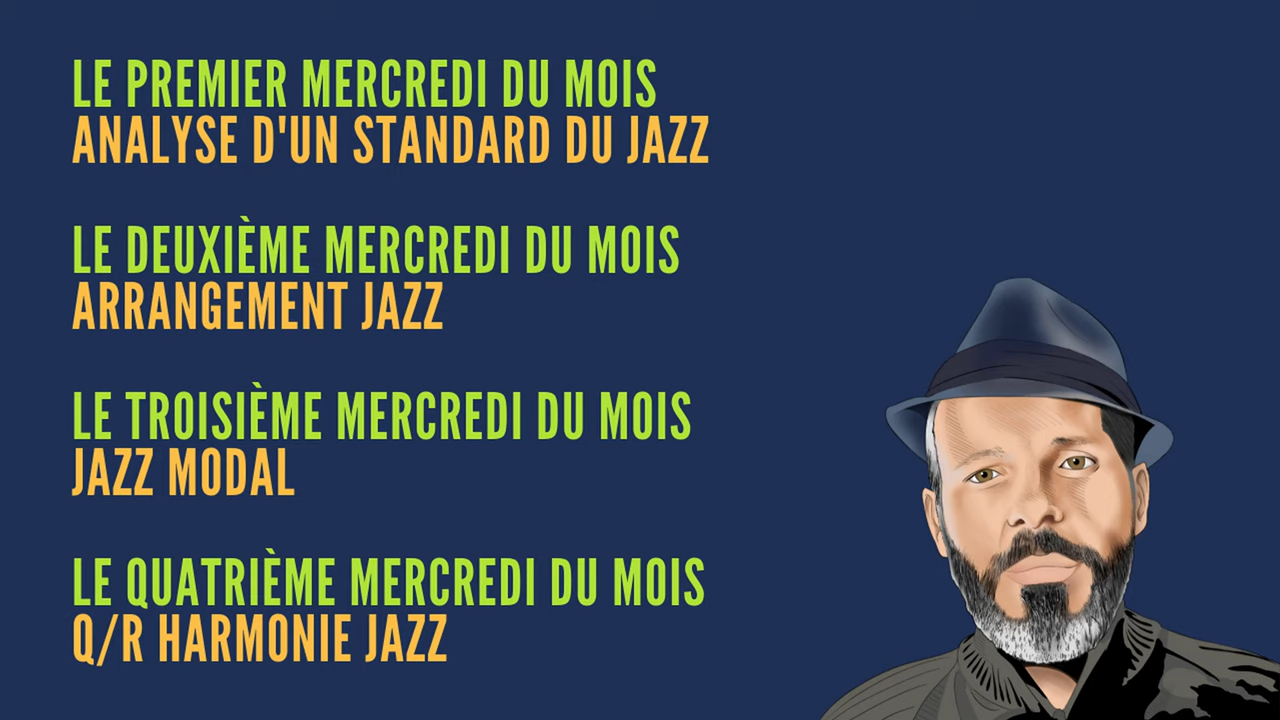 LE PREMIER MERCREDI DU MOIS
ANALYSE D'UN STANDARD DU JAZZ
LE DEUXIÈME MERCREDI DU MOIS
ARRANGEMENT JAZZ
LE TROISIÈME MERCREDI DU MOIS
JAZZ MODAL
LE QUATRIÈME MERCREDI DU MOIS
Q/R HARMONIE JAZZ